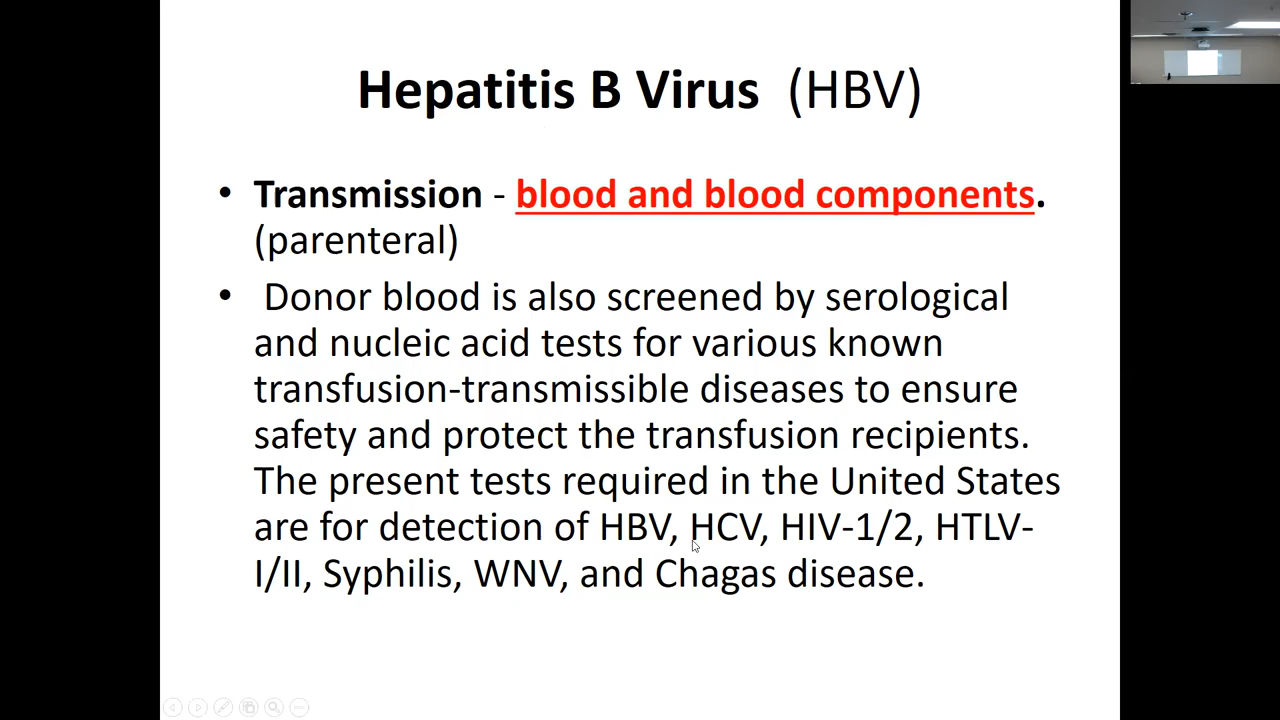 Hepatitis B Virus (HBV)
• Transmission - blood and blood components.
(parenteral)
• Donor blood is also screened by serological
and nucleic acid tests for various known
transfusion-transmissible diseases to ensure
safety and protect the transfusion recipients.
The present tests required in the United States
are for detection of HBV, HCV, HIV-1/2, HTLV-
I/II, Syphilis, WNV, and Chagas disease.